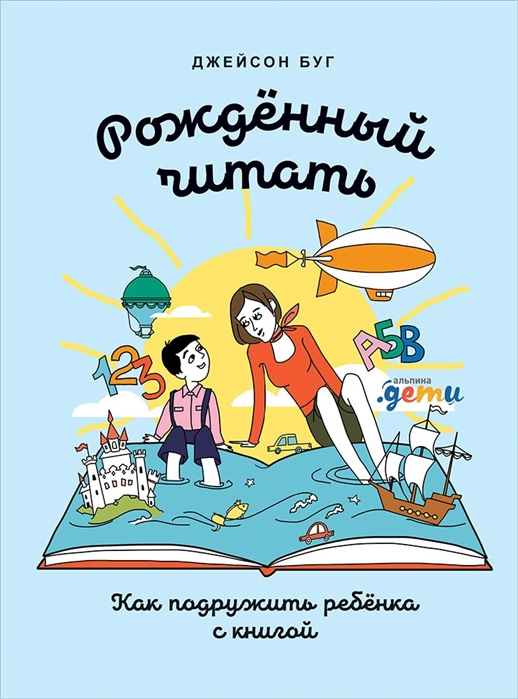 ДЖЕЙСОН БУГ
Рождённый
читать
123
АБВ
альпина
.дети
Как подружить ребёнка
с книгой